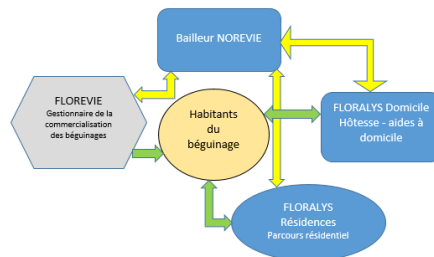 Bailleur NOREVIE
FLOREVIE
Gestionnaire de la
commercialisation
des béguinages
Habitants
du
béguinage
FLORALYS Domicile
Hôtesse - aides à
domicile
FLORALYS
Résidences
Parcours résidentiel